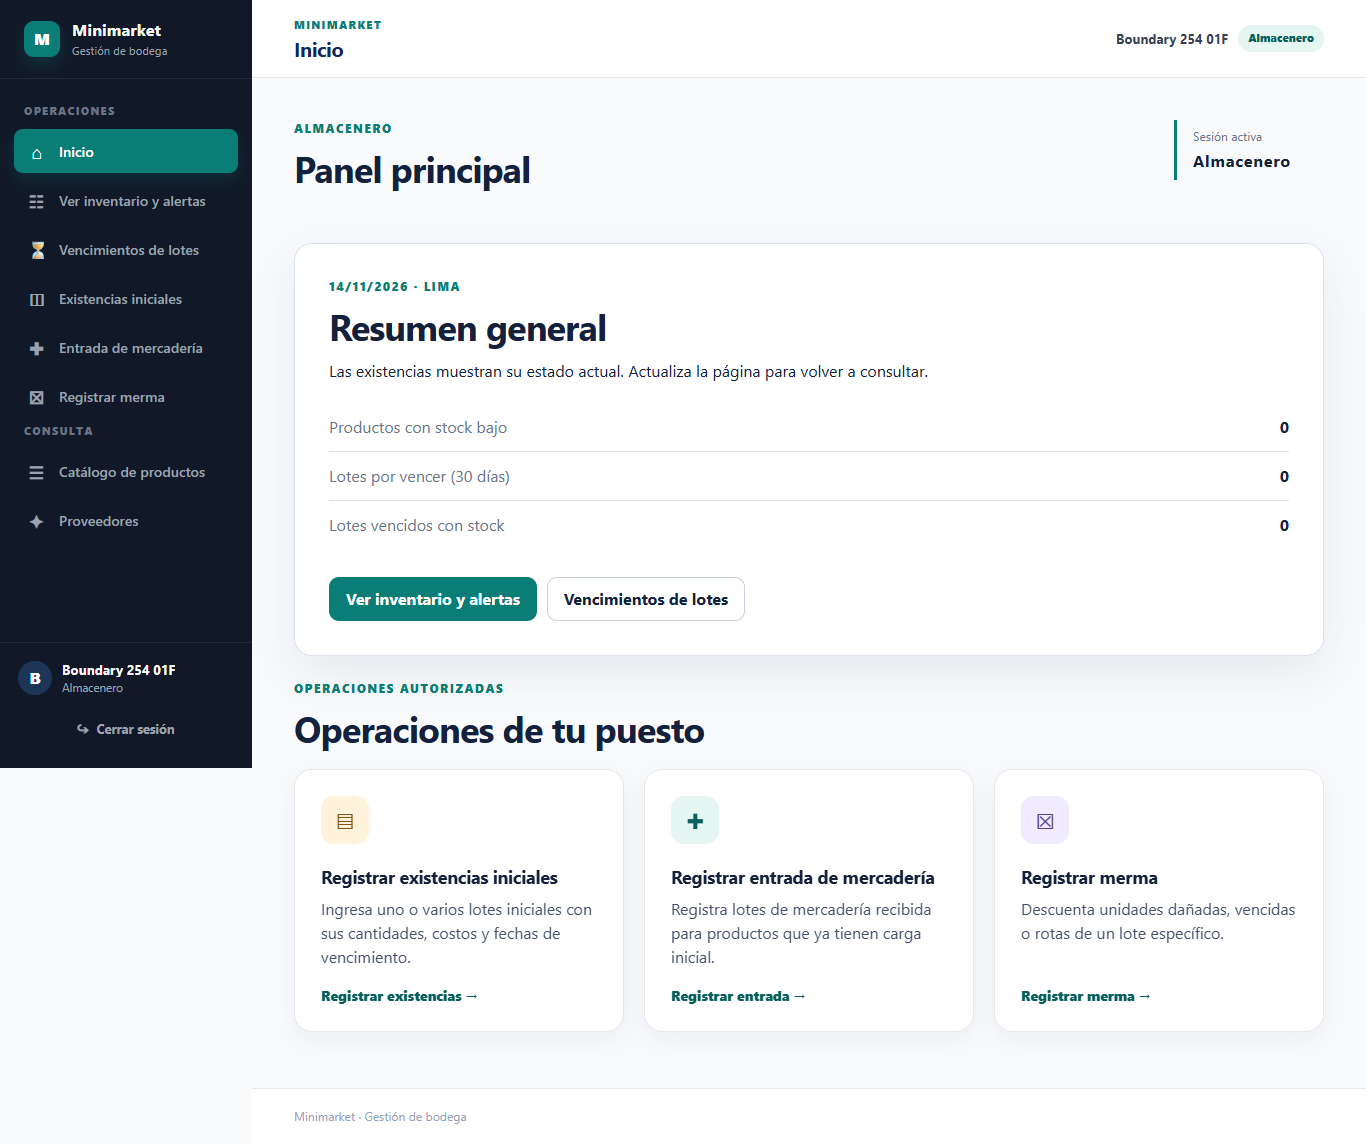 M
Minimarket
Gestión de bodega
OPERACIONES
Inicio
Ver inventario y alertas
Vencimientos de lotes
Existencias iniciales
Entrada de mercadería
Registrar merma
CONSULTA
Catálogo de productos
Proveedores
B
Boundary 254 01F
Almacenero
Cerrar sesión
MINIMARKET
Inicio
Boundary 254 01F
Almacenero
ALMACENERO
Panel principal
Sesión activa
Almacenero
14/11/2026 · LIMA
Resumen general
Las existencias muestran su estado actual. Actualiza la página para volver a consultar.
Productos con stock bajo 0
Lotes por vencer (30 días) 0
Lotes vencidos con stock 0
Ver inventario y alertas
Vencimientos de lotes
OPERACIONES AUTORIZADAS
Operaciones de tu puesto
Registrar existencias iniciales
Ingresa uno o varios lotes iniciales con
sus cantidades, costos y fechas de
vencimiento.
Registrar existencias →
Registrar entrada de mercadería
Registra lotes de mercadería recibida
para productos que ya tienen carga
inicial.
Registrar entrada →
Registrar merma
Descuenta unidades dañadas, vencidas
o rotas de un lote específico.
Registrar merma →
Minimarket · Gestión de bodega